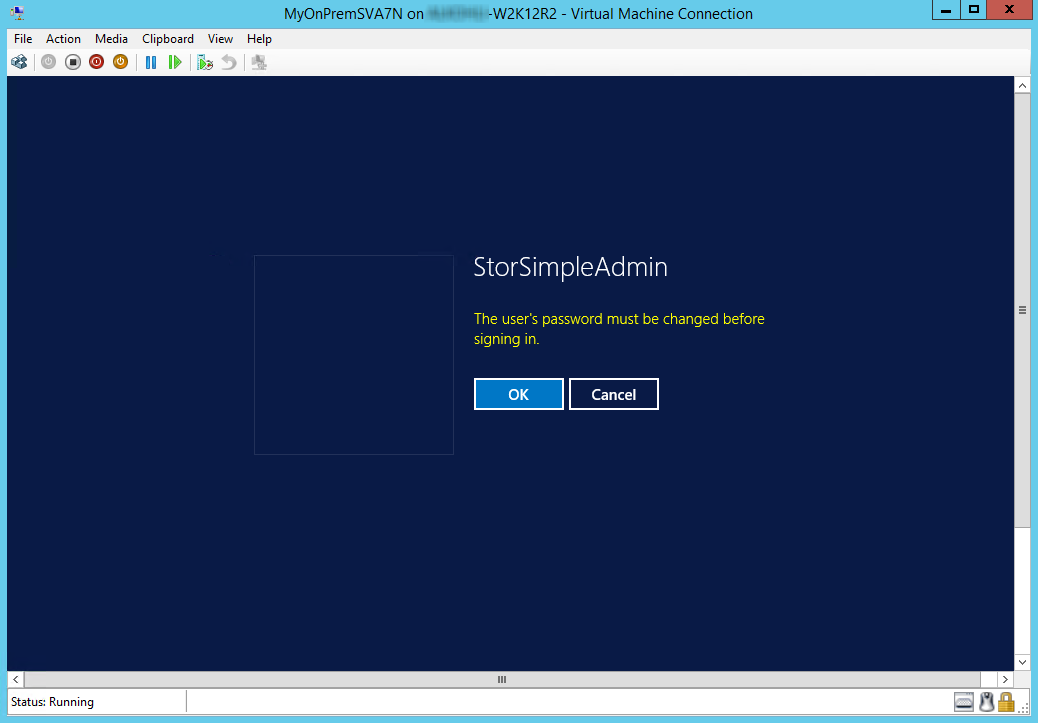 MyOnPremSVA7N on -W2K12R2 - Virtual Machine Connection
File Action Media Clipboard View Help
StorSimpleAdmin
The user's password must be changed before
signing in.
OK Cancel
Status: Running